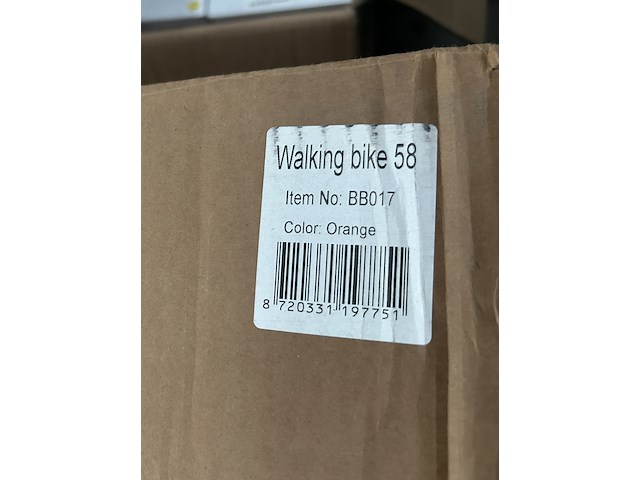 Walking bike 58
Item No: BB017
Color: Orange
8 720331 197751